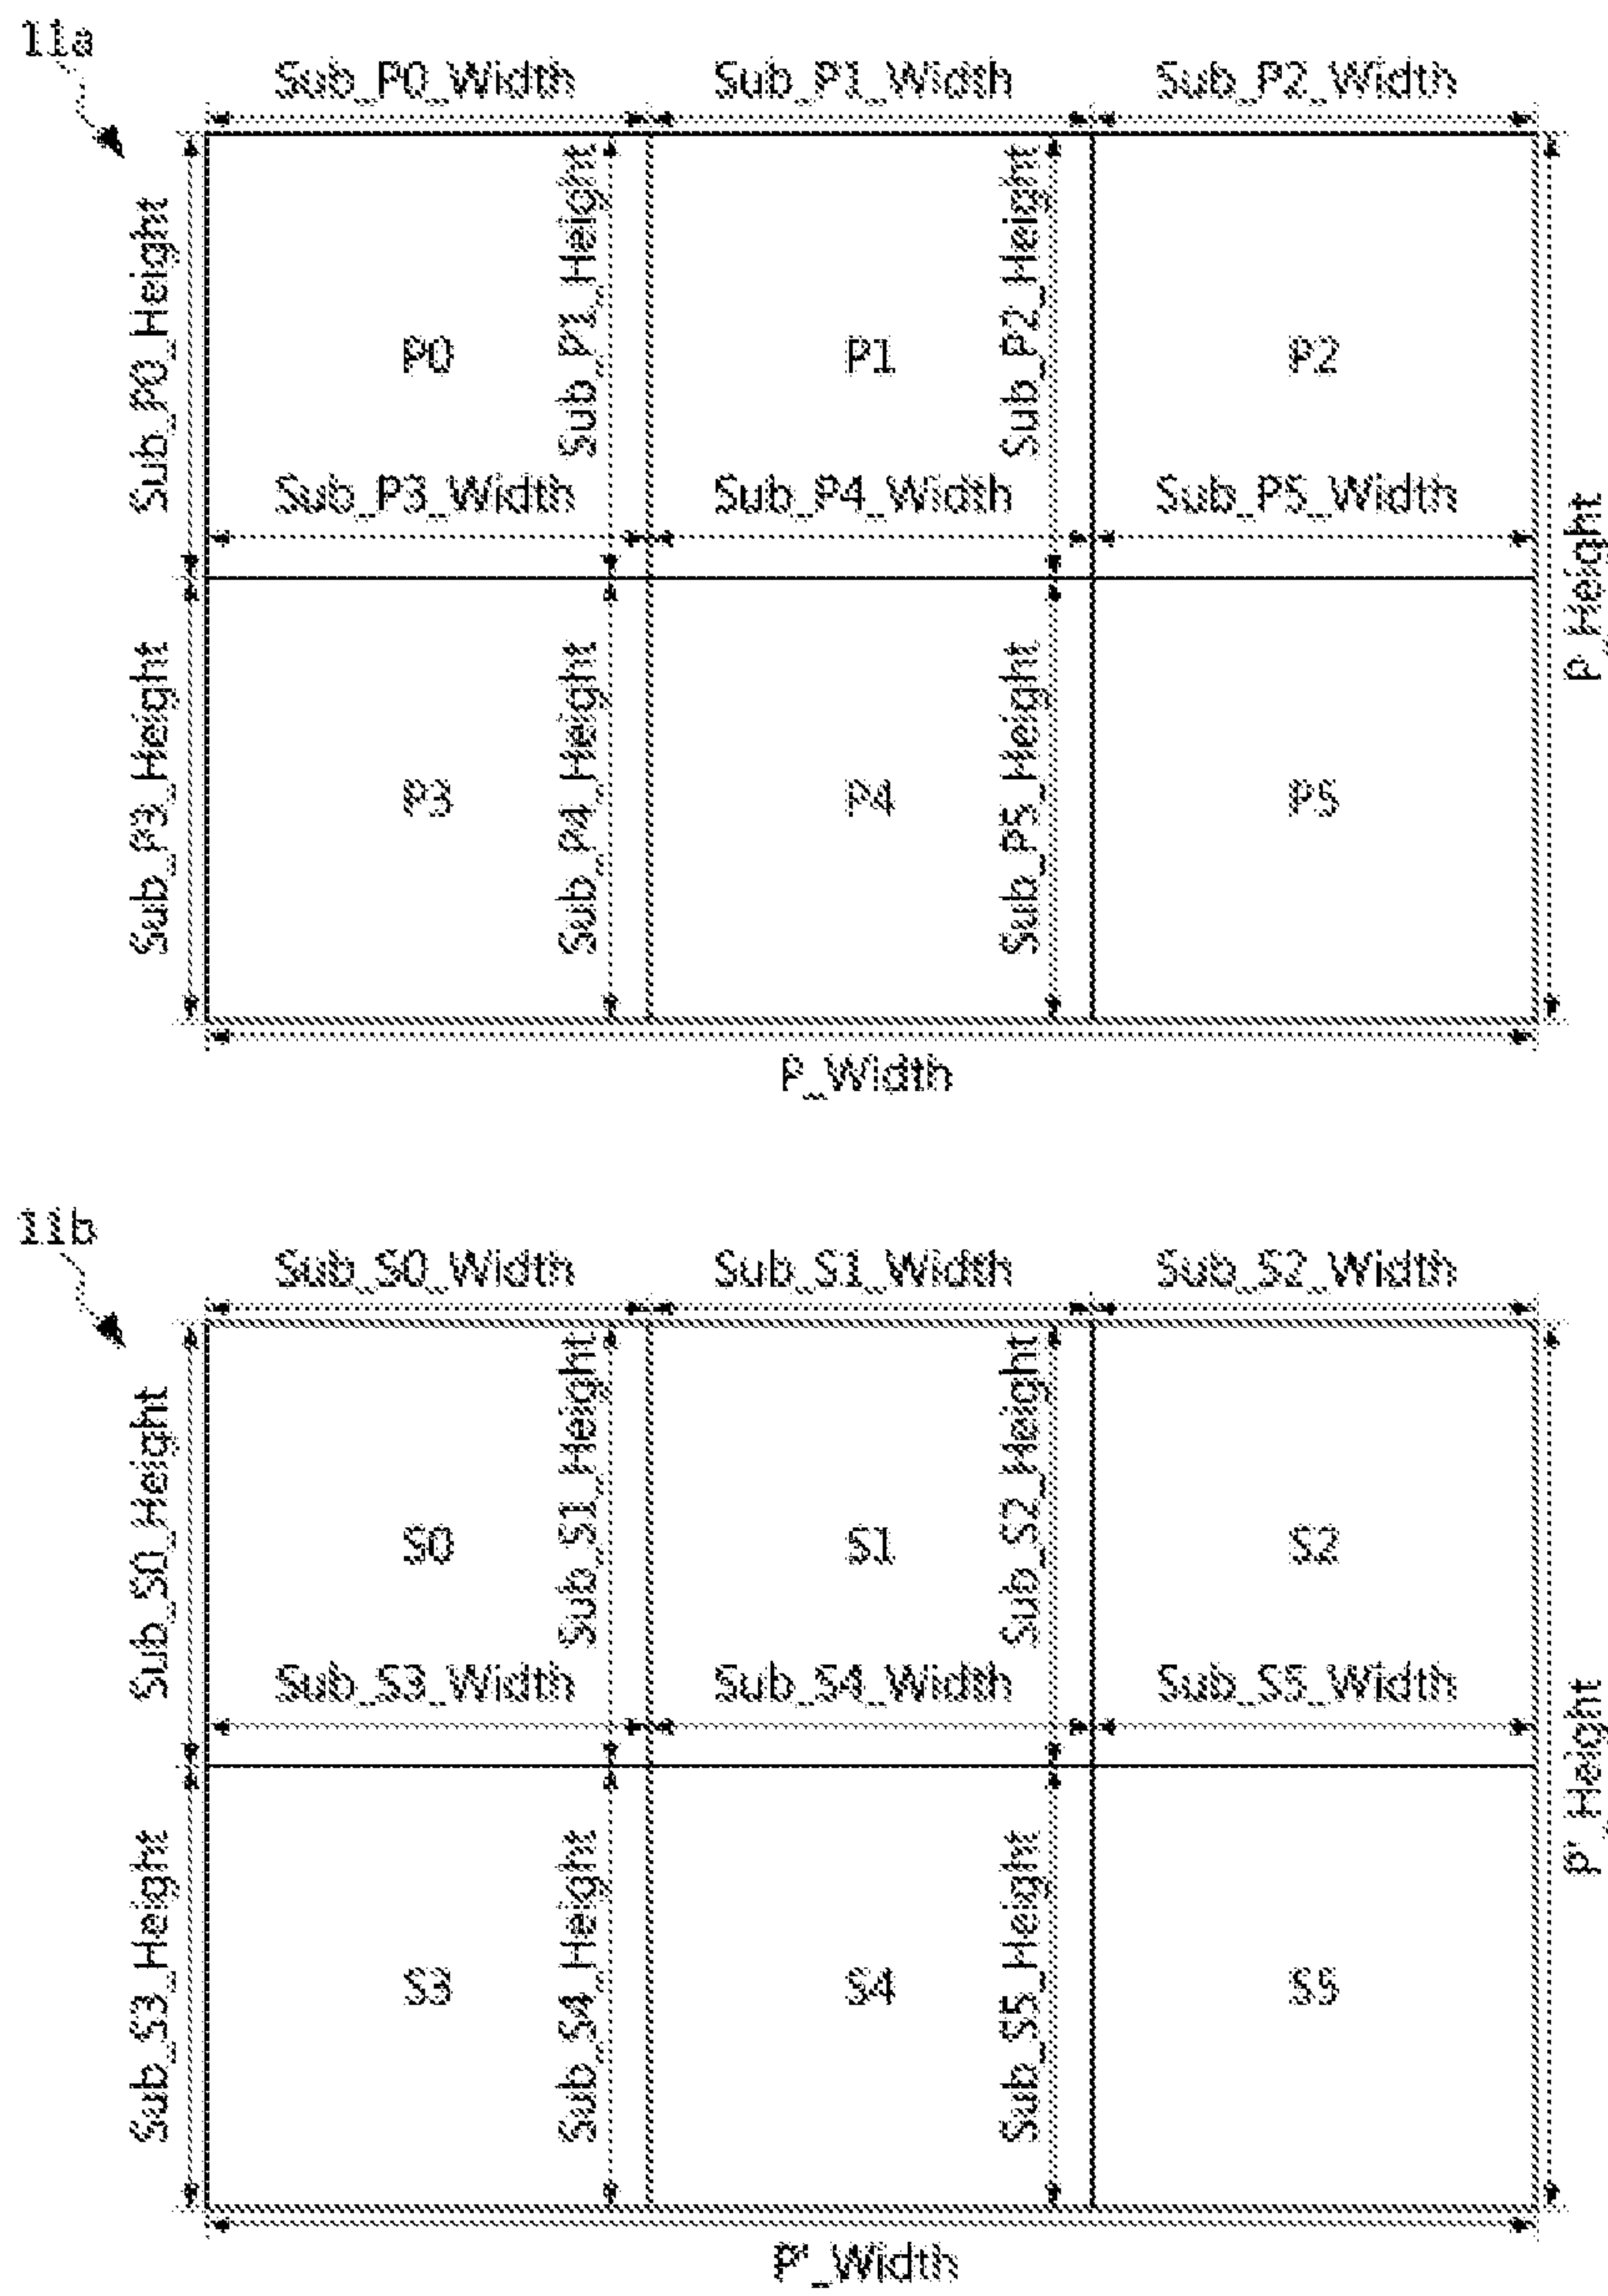 11a
Sub_P0_Width Sub_P1_Width Sub_P2_Width
Sub_P0_Height
Sub_P1_Height
Sub_P2_Height
P0 P1 P2
Sub_P3_Width Sub_P4_Width Sub_P5_Width
P_Height
Sub_P3_Height
Sub_P4_Height
Sub_P5_Height
P3 P4 P5
P_Width
11b
Sub_S0_Width Sub_S1_Width Sub_S2_Width
Sub_S0_Height
Sub_S1_Height
Sub_S2_Height
S0 S1 S2
Sub_S3_Width Sub_S4_Width Sub_S5_Width
P'_Height
Sub_S3_Height
Sub_S4_Height
Sub_S5_Height
S3 S4 S5
P'_Width